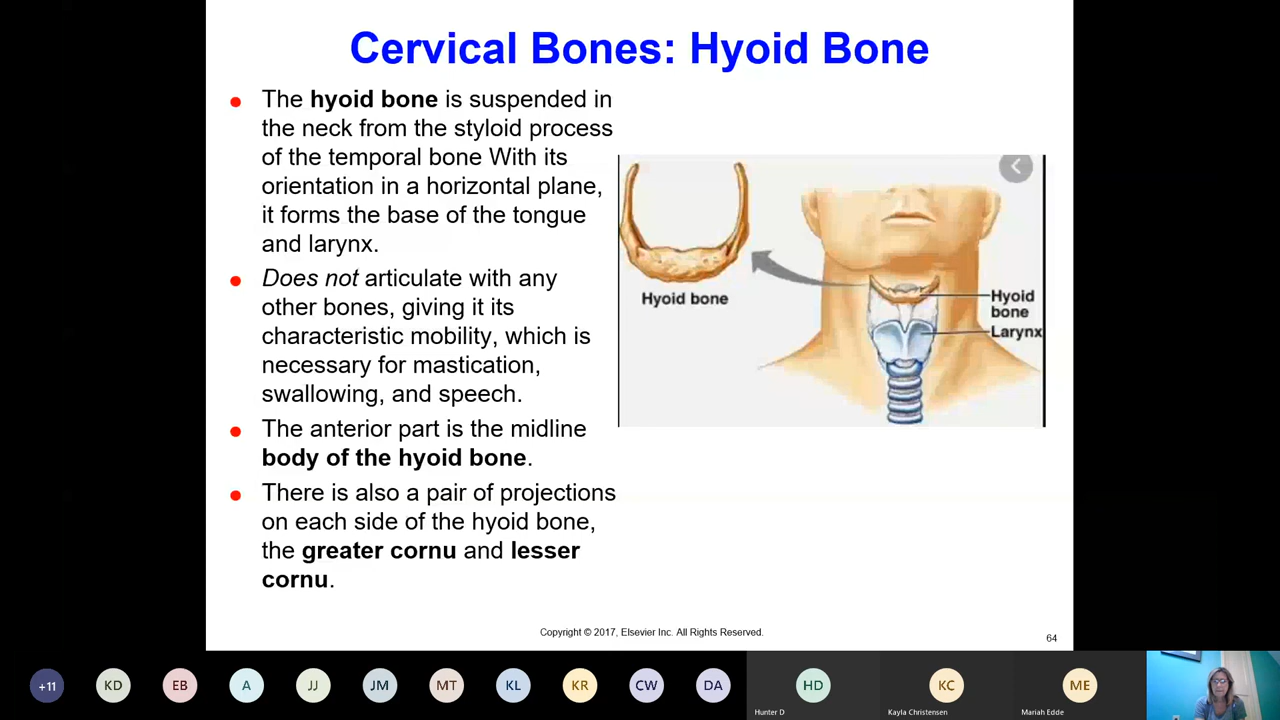 Cervical Bones: Hyoid Bone
The hyoid bone is suspended in
the neck from the styloid process
of the temporal bone With its
orientation in a horizontal plane,
it forms the base of the tongue
and larynx.
Does not articulate with any
other bones, giving it its
characteristic mobility, which is
necessary for mastication,
swallowing, and speech.
The anterior part is the midline
body of the hyoid bone.
There is also a pair of projections
on each side of the hyoid bone,
the greater cornu and lesser
cornu.
Hyoid bone
Hyoid
bone
Larynx
Copyright © 2017, Elsevier Inc. All Rights Reserved.
64
+11
KD
EB
A
JJ
JM
MT
KL
KR
CW
DA
HD
KC
ME
Hunter D
Kayla Christensen
Mariah Edde